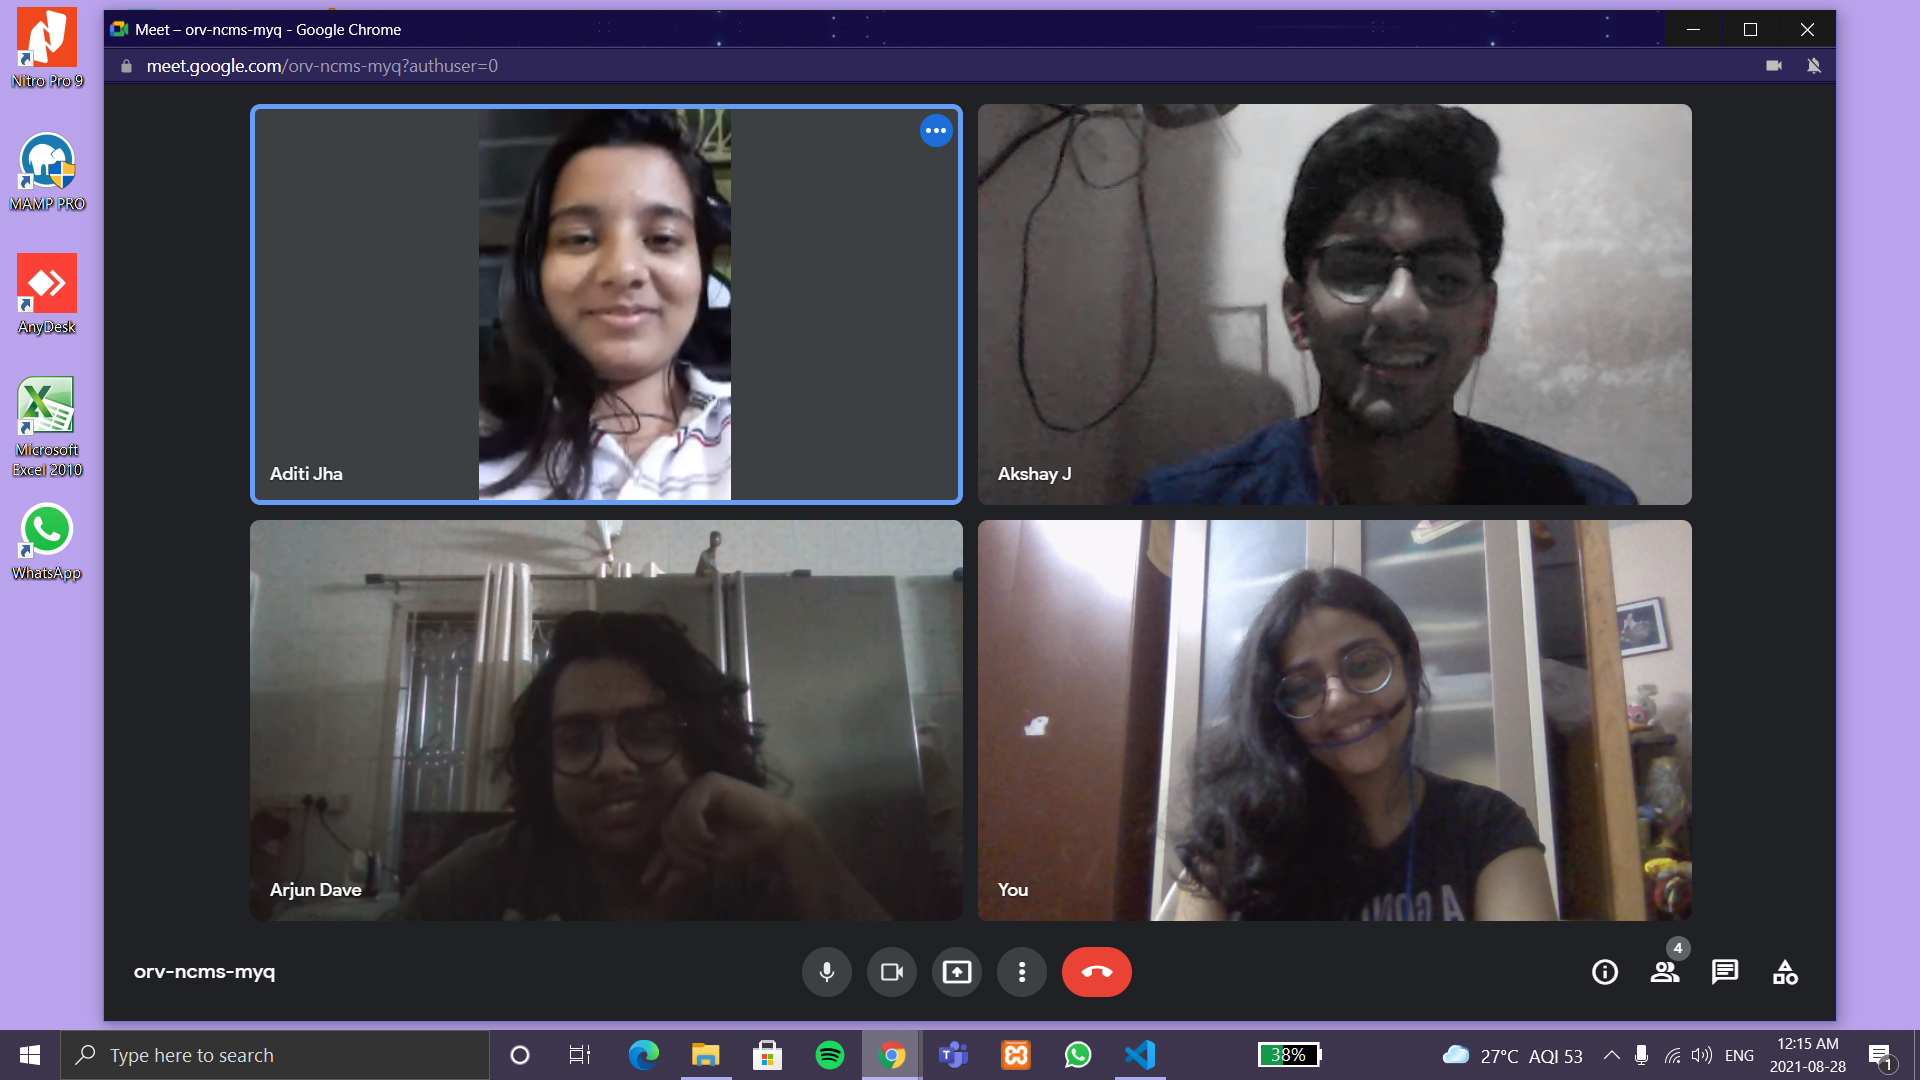 Nitro Pro 9
MAMP PRO
AnyDesk
Microsoft
Excel 2010
WhatsApp
Meet – orv-ncms-myq - Google Chrome
meet.google.com/orv-ncms-myq?authuser=0
Aditi Jha
Akshay J
Arjun Dave
You
orv-ncms-myq
4
Type here to search
38%
27°C AQI 53
ENG
12:15 AM
2021-08-28
1